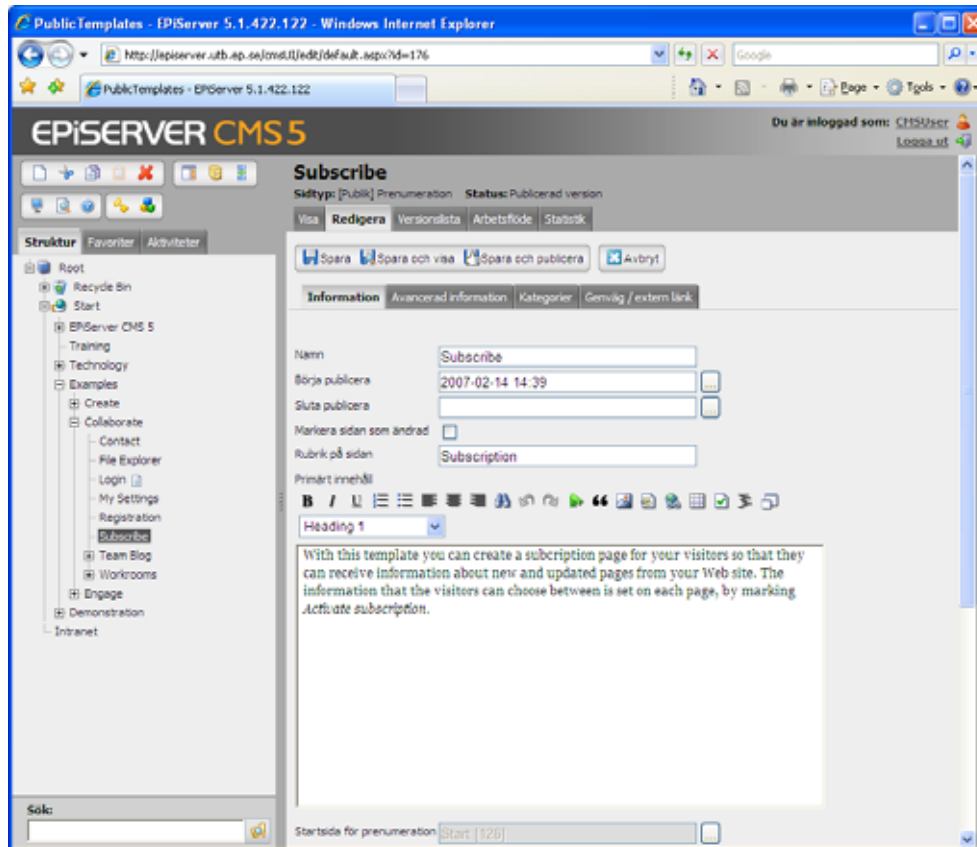 PublicTemplates - EPiServer 5.1.422.122 - Windows Internet Explorer
http://episerver.utb.ep.se/cms/UI/edit/default.aspx?id=176
Google
PublicTemplates - EPiServer 5.1.422.122
Page
Tools
EPiSERVER CMS 5
Du är inloggad som: CMSUser
Logga ut
Struktur Favoriter Aktiviteter
Root
Recycle Bin
Start
EPiServer CMS 5
Training
Technology
Examples
Create
Collaborate
Contact
File Explorer
Login
My Settings
Registration
Subscribe
Team Blog
Workrooms
Engage
Demonstration
Intranet
Sök:
Subscribe
Sidtyp: [Publik] Prenumeration Status: Publicerad version
Visa Redigera Versionslista Arbetsflöde Statistik
Spara Spara och visa Spara och publicera Avbryt
Information Avancerad information Kategorier Genväg / extern länk
Namn Subscribe
Börja publicera 2007-02-14 14:39
Sluta publicera
Markera sidan som ändrad
Rubrik på sidan Subscription
Primärt innehåll
B I U
Heading 1
With this template you can create a subcription page for your visitors so that they
can receive information about new and updated pages from your Web site. The
information that the visitors can choose between is set on each page, by marking
Activate subscription.
Startsida för prenumeration Start [126]